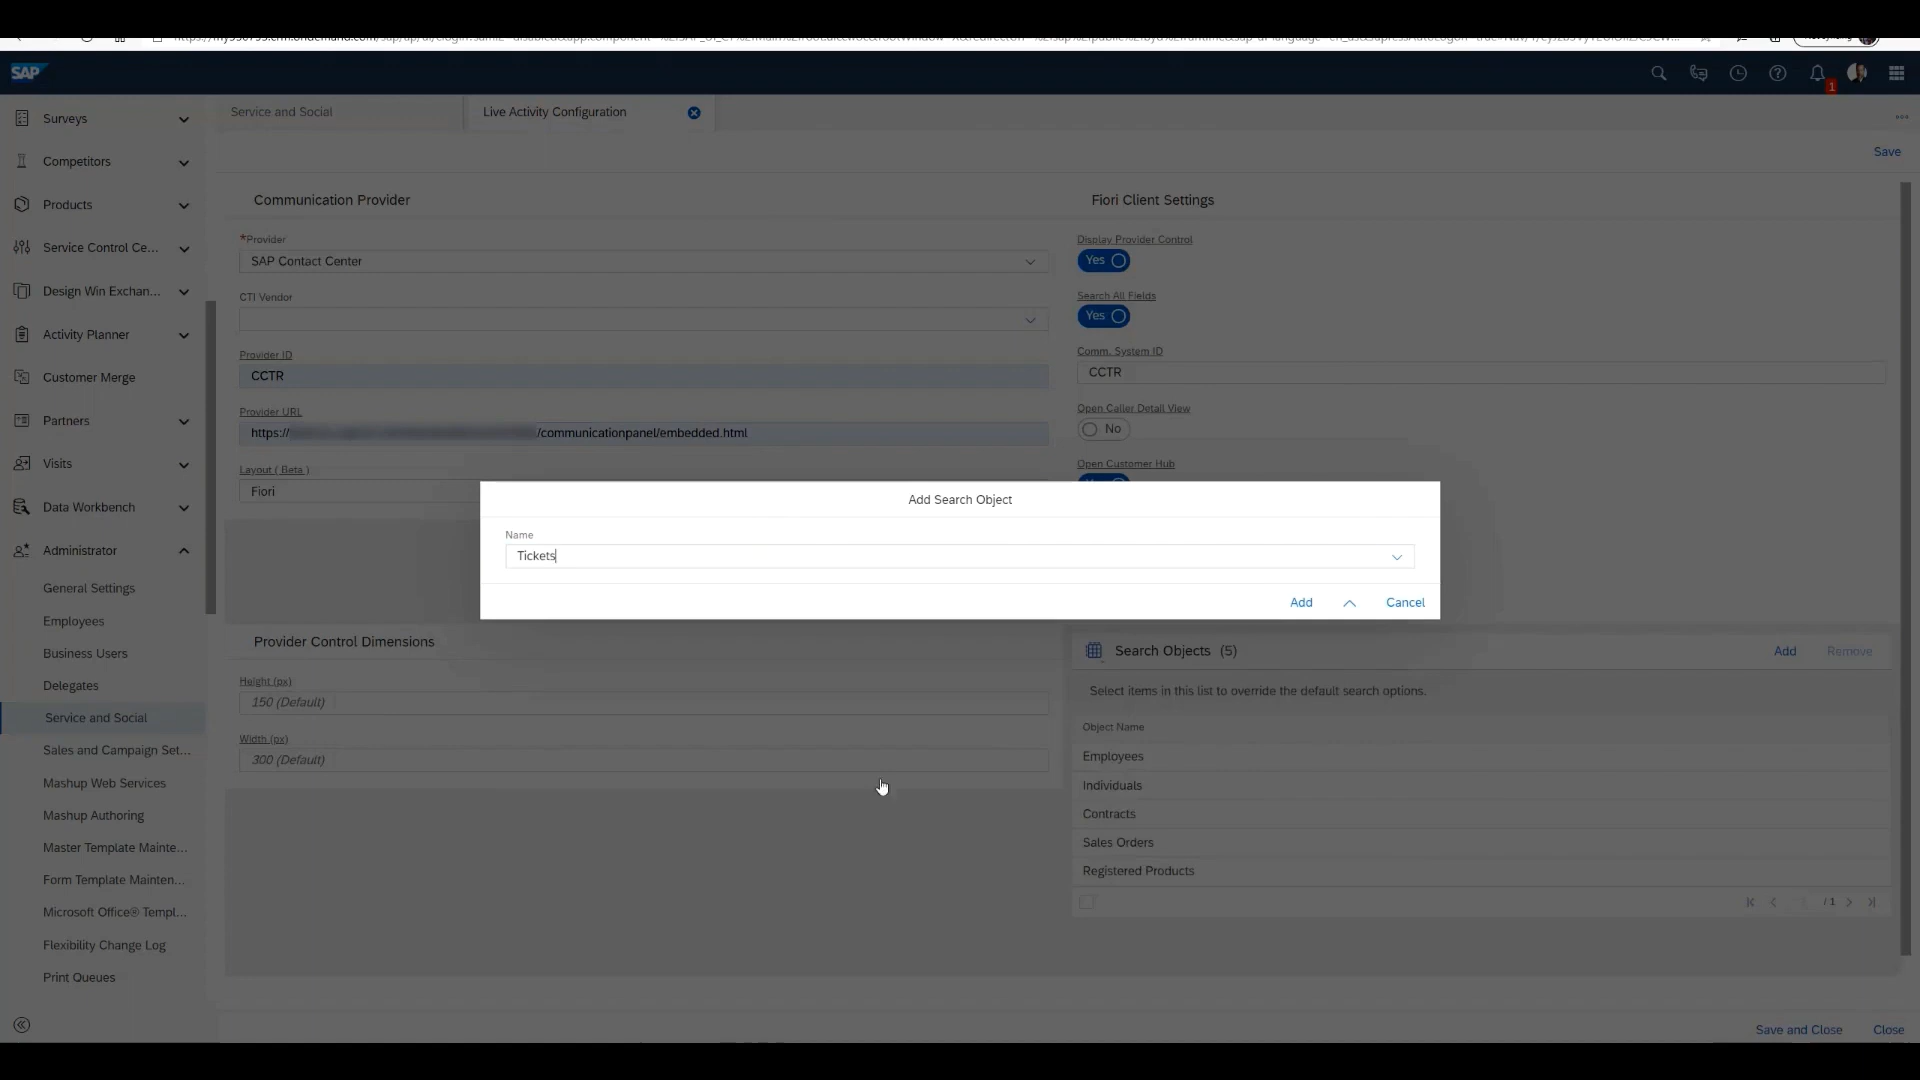 SAP
1
Surveys
Competitors
Products
Service Control Ce...
Design Win Exchan...
Activity Planner
Customer Merge
Partners
Visits
Data Workbench
Administrator
General Settings
Employees
Business Users
Delegates
Service and Social
Sales and Campaign Set...
Mashup Web Services
Mashup Authoring
Master Template Mainte...
Form Template Mainten...
Microsoft Office® Templ...
Flexibility Change Log
Print Queues
Service and Social
Live Activity Configuration
Save
Communication Provider
*Provider
SAP Contact Center
CTI Vendor
Provider ID
CCTR
Provider URL
https:// /communicationpanel/embedded.html
Layout ( Beta )
Fiori
Fiori Client Settings
Display Provider Control
Yes
Search All Fields
Yes
Comm. System ID
CCTR
Open Caller Detail View
No
Open Customer Hub
Add Search Object
Name
Tickets
Add
Cancel
Provider Control Dimensions
Height (px)
150 (Default)
Width (px)
300 (Default)
Search Objects (5)
Add
Remove
Select items in this list to override the default search options.
Object Name
Employees
Individuals
Contracts
Sales Orders
Registered Products
/ 1
Save and Close
Close